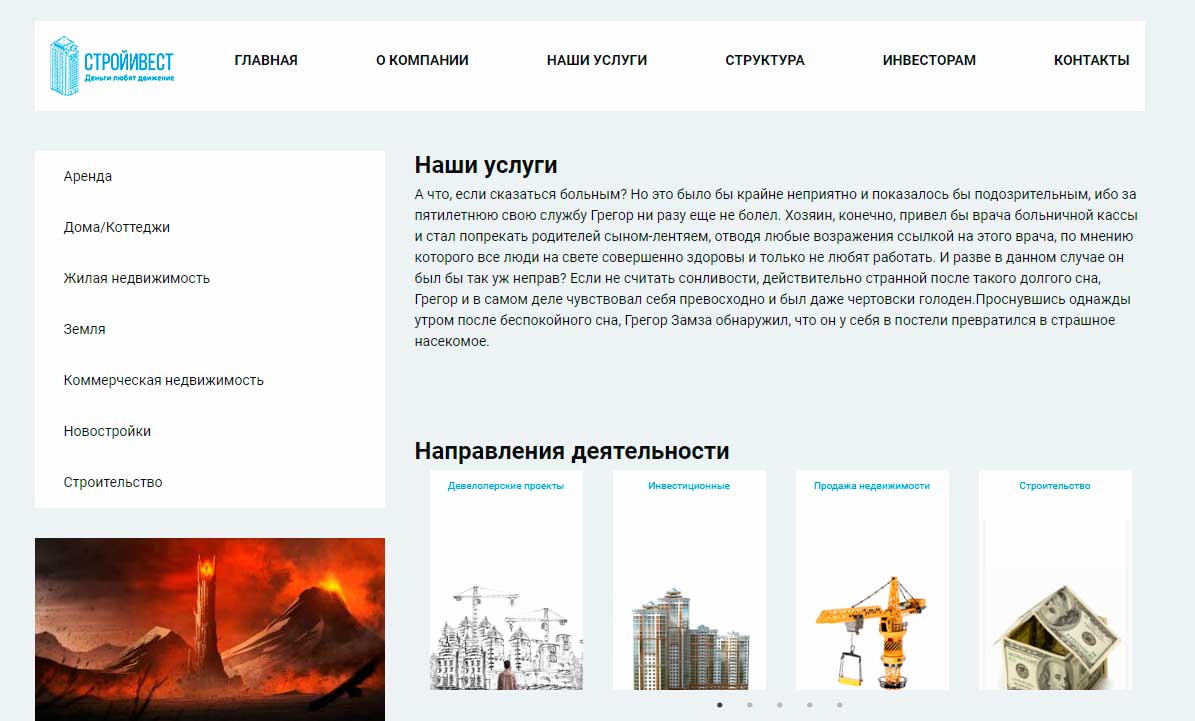 СТРОЙИВЕСТ
Деньги любят движение
ГЛАВНАЯ
О КОМПАНИИ
НАШИ УСЛУГИ
СТРУКТУРА
ИНВЕСТОРАМ
КОНТАКТЫ
Аренда
Дома/Коттеджи
Жилая недвижимость
Земля
Коммерческая недвижимость
Новостройки
Строительство
Наши услуги
А что, если сказаться больным? Но это было бы крайне неприятно и показалось бы подозрительным, ибо за
пятилетнюю свою службу Грегор ни разу еще не болел. Хозяин, конечно, привел бы врача больничной кассы
и стал попрекать родителей сыном-лентяем, отводя любые возражения ссылкой на этого врача, по мнению
которого все люди на свете совершенно здоровы и только не любят работать. И разве в данном случае он
был бы так уж неправ? Если не считать сонливости, действительно странной после такого долгого сна,
Грегор и в самом деле чувствовал себя превосходно и был даже чертовски голоден.Проснувшись однажды
утром после беспокойного сна, Грегор Замза обнаружил, что он у себя в постели превратился в страшное
насекомое.
Направления деятельности
Девелоперские проекты
Инвестиционные
Продажа недвижимости
Строительство